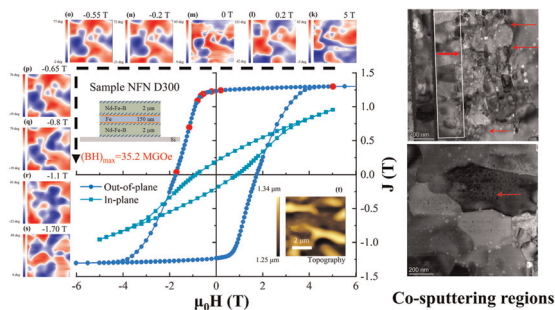 (o) -0.55 T
(n) -0.2 T
(m) 0 T
(l) 0.2 T
(k) 5 T
(p) -0.65 T
(q) -0.8 T
(r) -1.1 T
(s) -1.70 T
Sample NFN D300
Nd-Fe-B 2 μm
Fe 150 nm
Nd-Fe-B 2 μm
Si
(BH)max=35.2 MGOe
Out-of-plane
In-plane
1.34 μm
1.25 μm
(t)
2 μm
Topography
1.5
1.0
0.5
0.0
-0.5
-1.0
-1.5
J (T)
-6 -4 -2 0 2 4 6
μ0H (T)
200 nm
200 nm
Co-sputtering regions